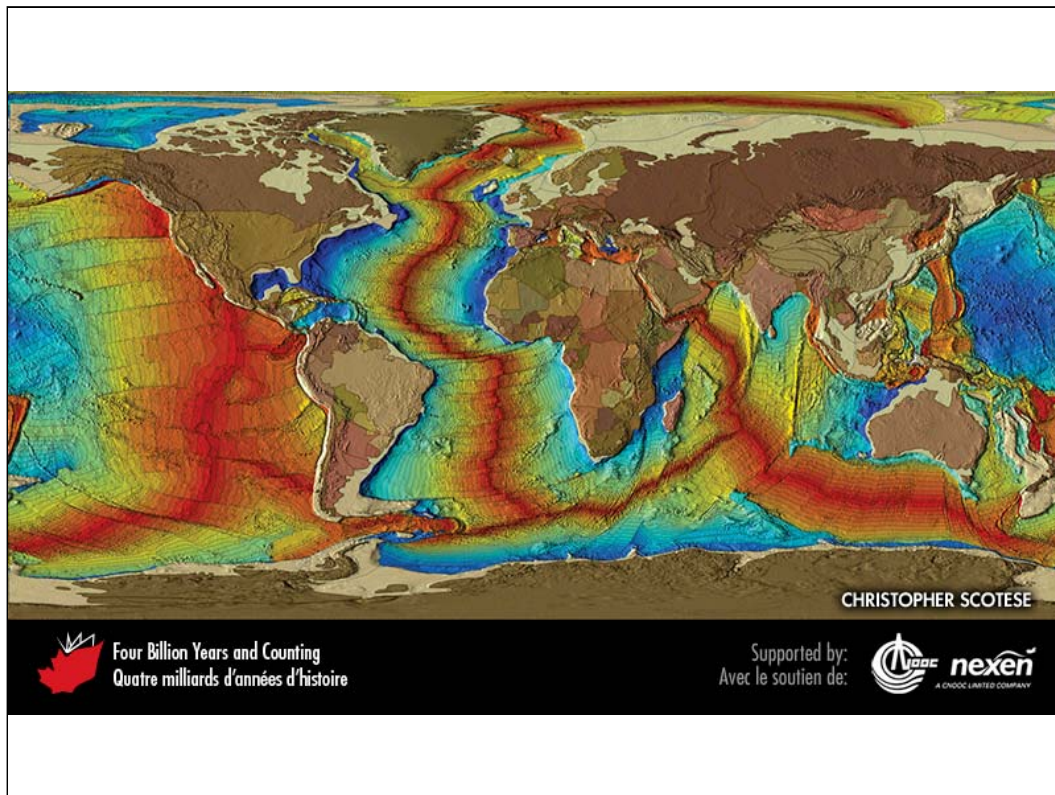 CHRISTOPHER SCOTESE
Four Billion Years and Counting
Quatre milliards d'années d'histoire
Supported by:
Avec le soutien de:
CNOOC
nexen
A CNOOC LIMITED COMPANY